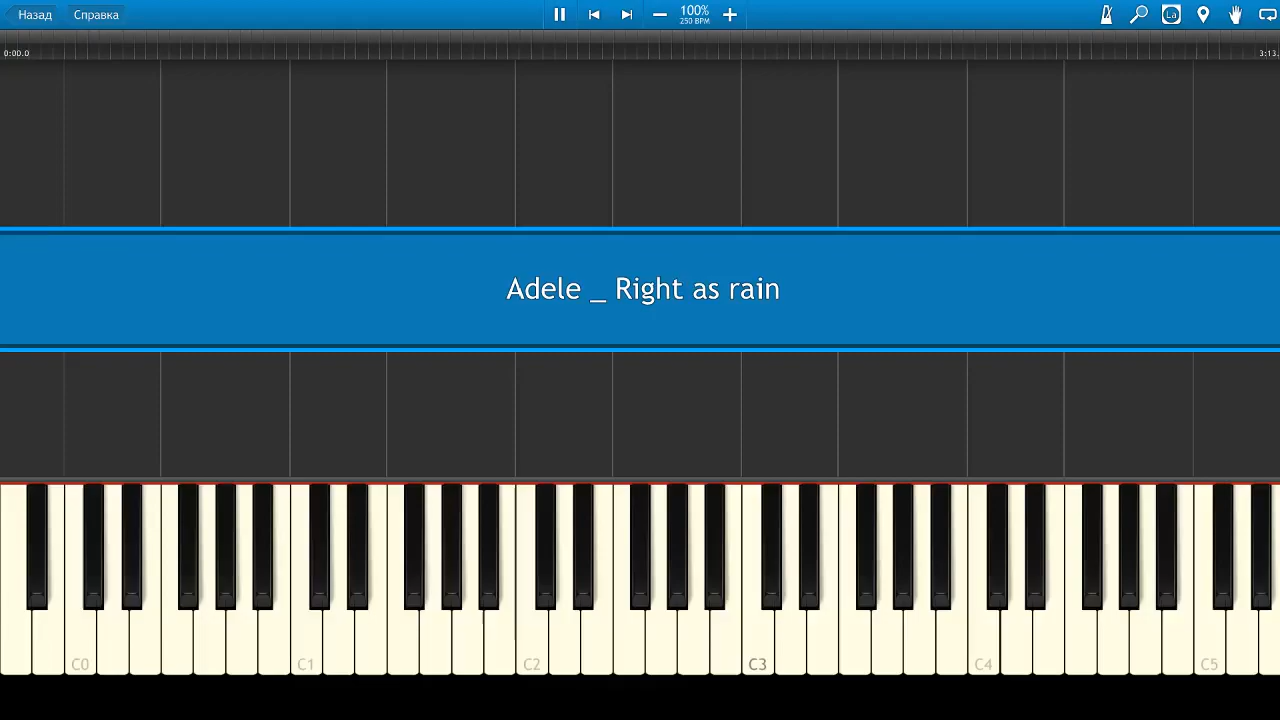 Назад
Справка
100%
250 BPM
La
0:00.0
3:13.
Adele _ Right as rain
C0
C1
C2
C3
C4
C5